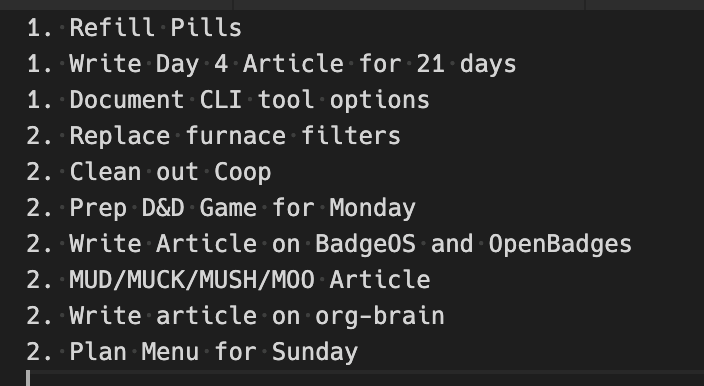 1. Refill Pills
1. Write Day 4 Article for 21 days
1. Document CLI tool options
2. Replace furnace filters
2. Clean out Coop
2. Prep D&D Game for Monday
2. Write Article on BadgeOS and OpenBadges
2. MUD/MUCK/MUSH/MOO Article
2. Write article on org-brain
2. Plan Menu for Sunday